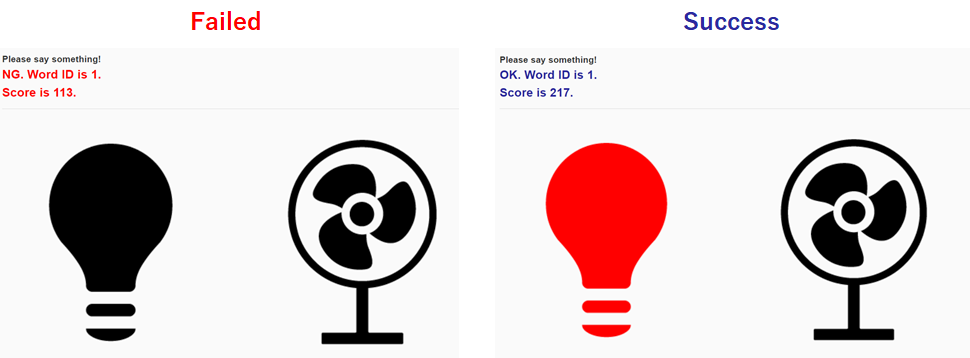 Failed
Please say something!
NG. Word ID is 1.
Score is 113.
Success
Please say something!
OK. Word ID is 1.
Score is 217.